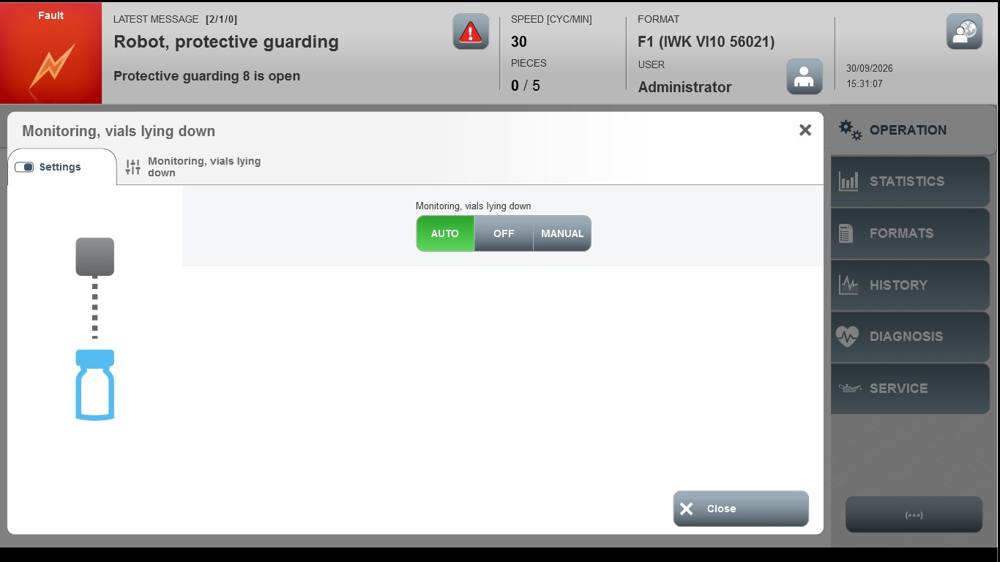 Fault
LATEST MESSAGE [2/1/0]
Robot, protective guarding
Protective guarding 8 is open
SPEED [CYC/MIN]
30
PIECES
0 / 5
FORMAT
F1 (IWK VI10 56021)
USER
Administrator
30/09/2026
15:31:07
Monitoring, vials lying down
Settings
Monitoring, vials lying
down
Monitoring, vials lying down
AUTO
OFF
MANUAL
Close
OPERATION
STATISTICS
FORMATS
HISTORY
DIAGNOSIS
SERVICE
(•••)